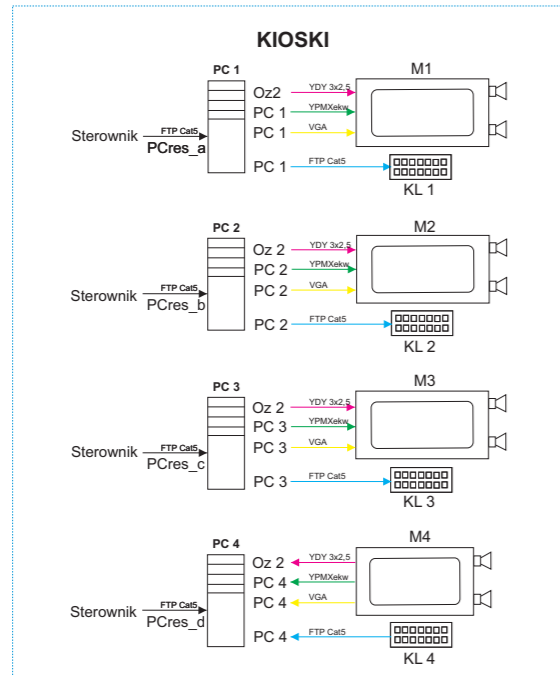 KIOSKI
PC 1
M1
Oz2 YDY 3x2,5
PC 1 YPMXekw
PC 1 VGA
Sterownik FTP Cat5 PCres_a
PC 1 FTP Cat5
KL 1
PC 2
M2
Oz 2 YDY 3x2,5
PC 2 YPMXekw
PC 2 VGA
Sterownik FTP Cat5 PCres_b
PC 2 FTP Cat5
KL 2
PC 3
M3
Oz 2 YDY 3x2,5
PC 3 YPMXekw
PC 3 VGA
Sterownik FTP Cat5 PCres_c
PC 3 FTP Cat5
KL 3
PC 4
M4
Oz 2 YDY 3x2,5
PC 4 YPMXekw
PC 4 VGA
Sterownik FTP Cat5 PCres_d
PC 4 FTP Cat5
KL 4